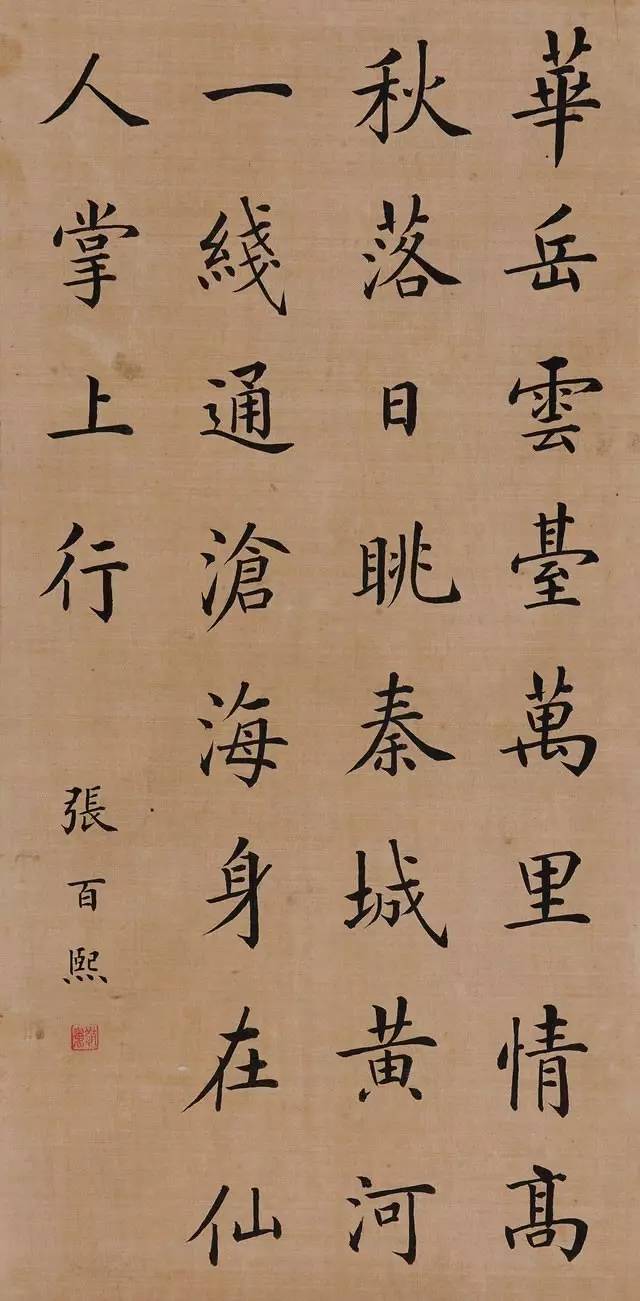 華岳雲臺萬里情高
秋落日眺秦城黃河
一綫通滄海身在仙
人掌上行
張百熙